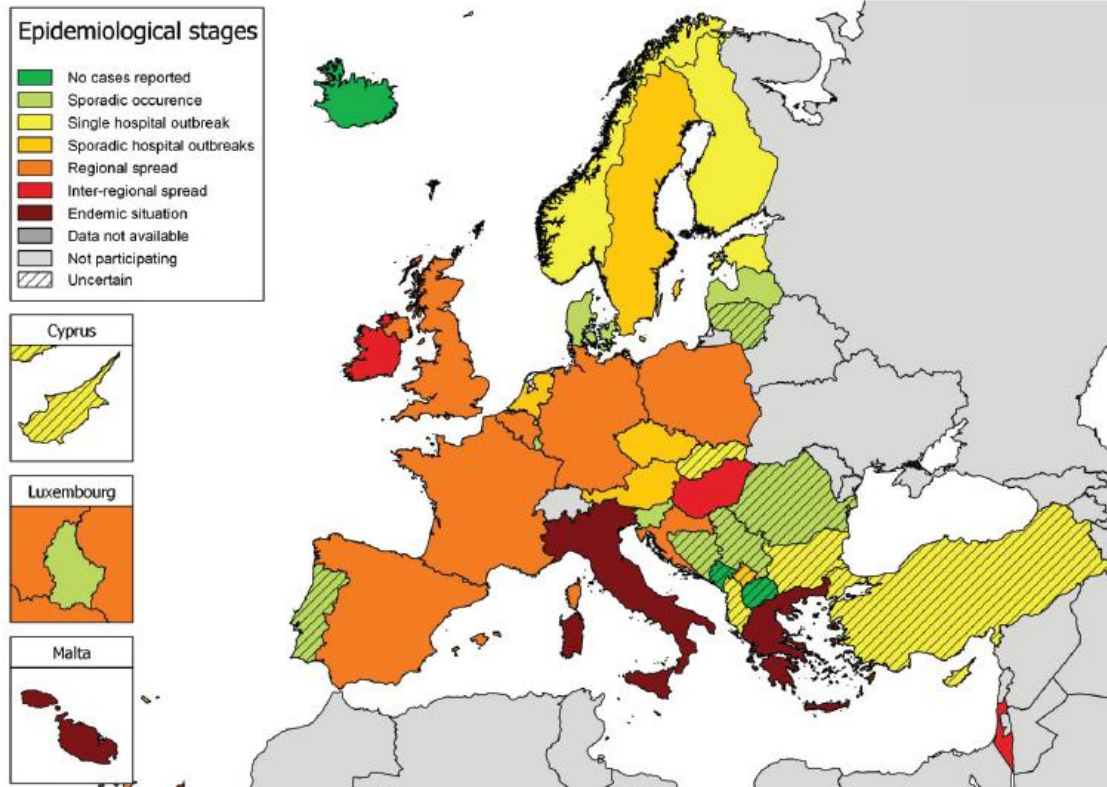 Epidemiological stages
No cases reported
Sporadic occurence
Single hospital outbreak
Sporadic hospital outbreaks
Regional spread
Inter-regional spread
Endemic situation
Data not available
Not participating
Uncertain
Cyprus
Luxembourg
Malta